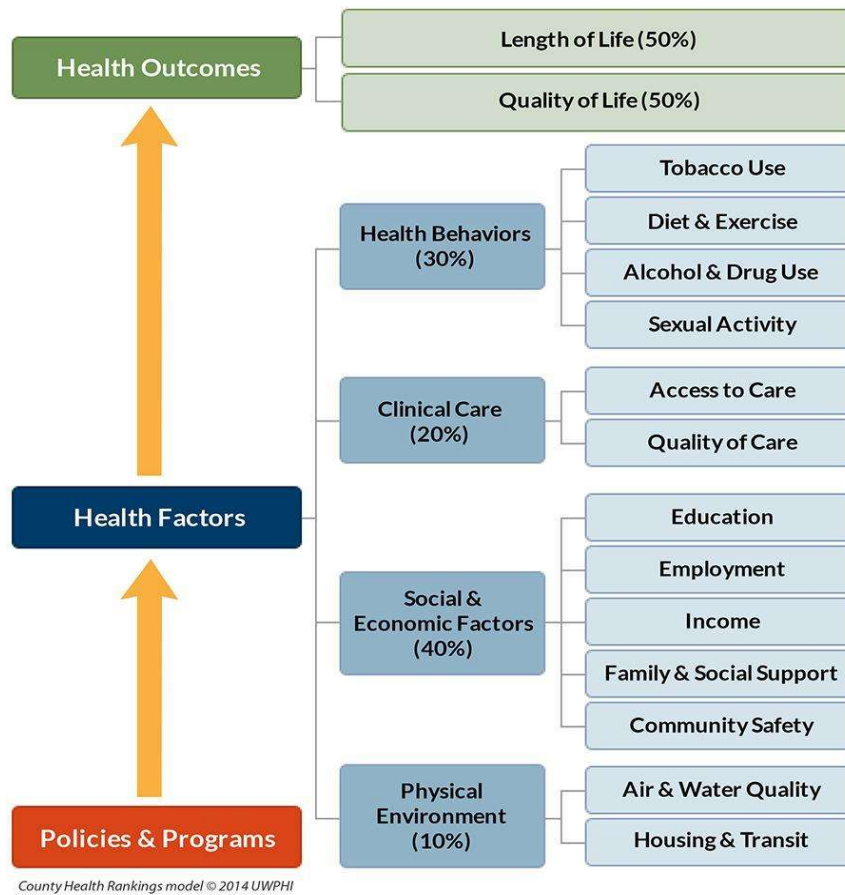 Health Outcomes
Length of Life (50%)
Quality of Life (50%)
Health Factors
Health Behaviors
(30%)
Tobacco Use
Diet & Exercise
Alcohol & Drug Use
Sexual Activity
Clinical Care
(20%)
Access to Care
Quality of Care
Social &
Economic Factors
(40%)
Education
Employment
Income
Family & Social Support
Community Safety
Physical
Environment
(10%)
Air & Water Quality
Housing & Transit
Policies & Programs
County Health Rankings model © 2014 UWPHI